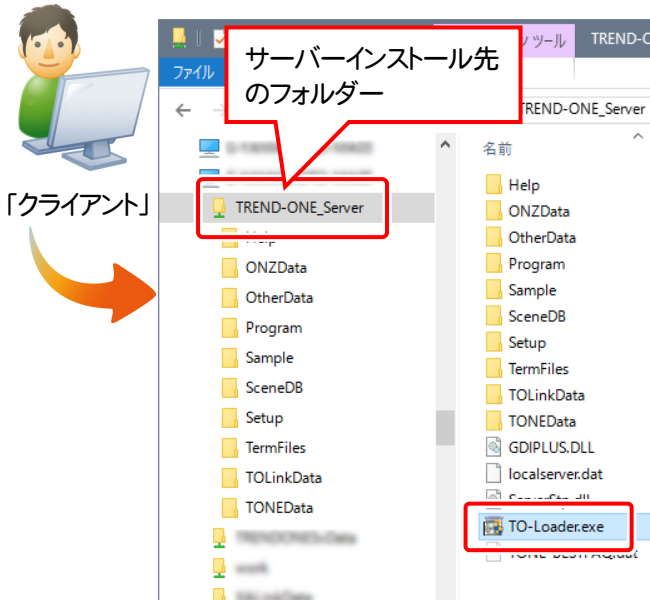 サーバーインストール先
のフォルダー
ツール
TREND-O
ファイル
TREND-ONE_Server
名前
「クライアント」
TREND-ONE_Server
Help
ONZData
OtherData
Program
Sample
SceneDB
Setup
TermFiles
TOLinkData
TONEData
Help
ONZData
OtherData
Program
Sample
SceneDB
Setup
TermFiles
TOLinkData
TONEData
GDIPLUS.DLL
localserver.dat
TO-Loader.exe